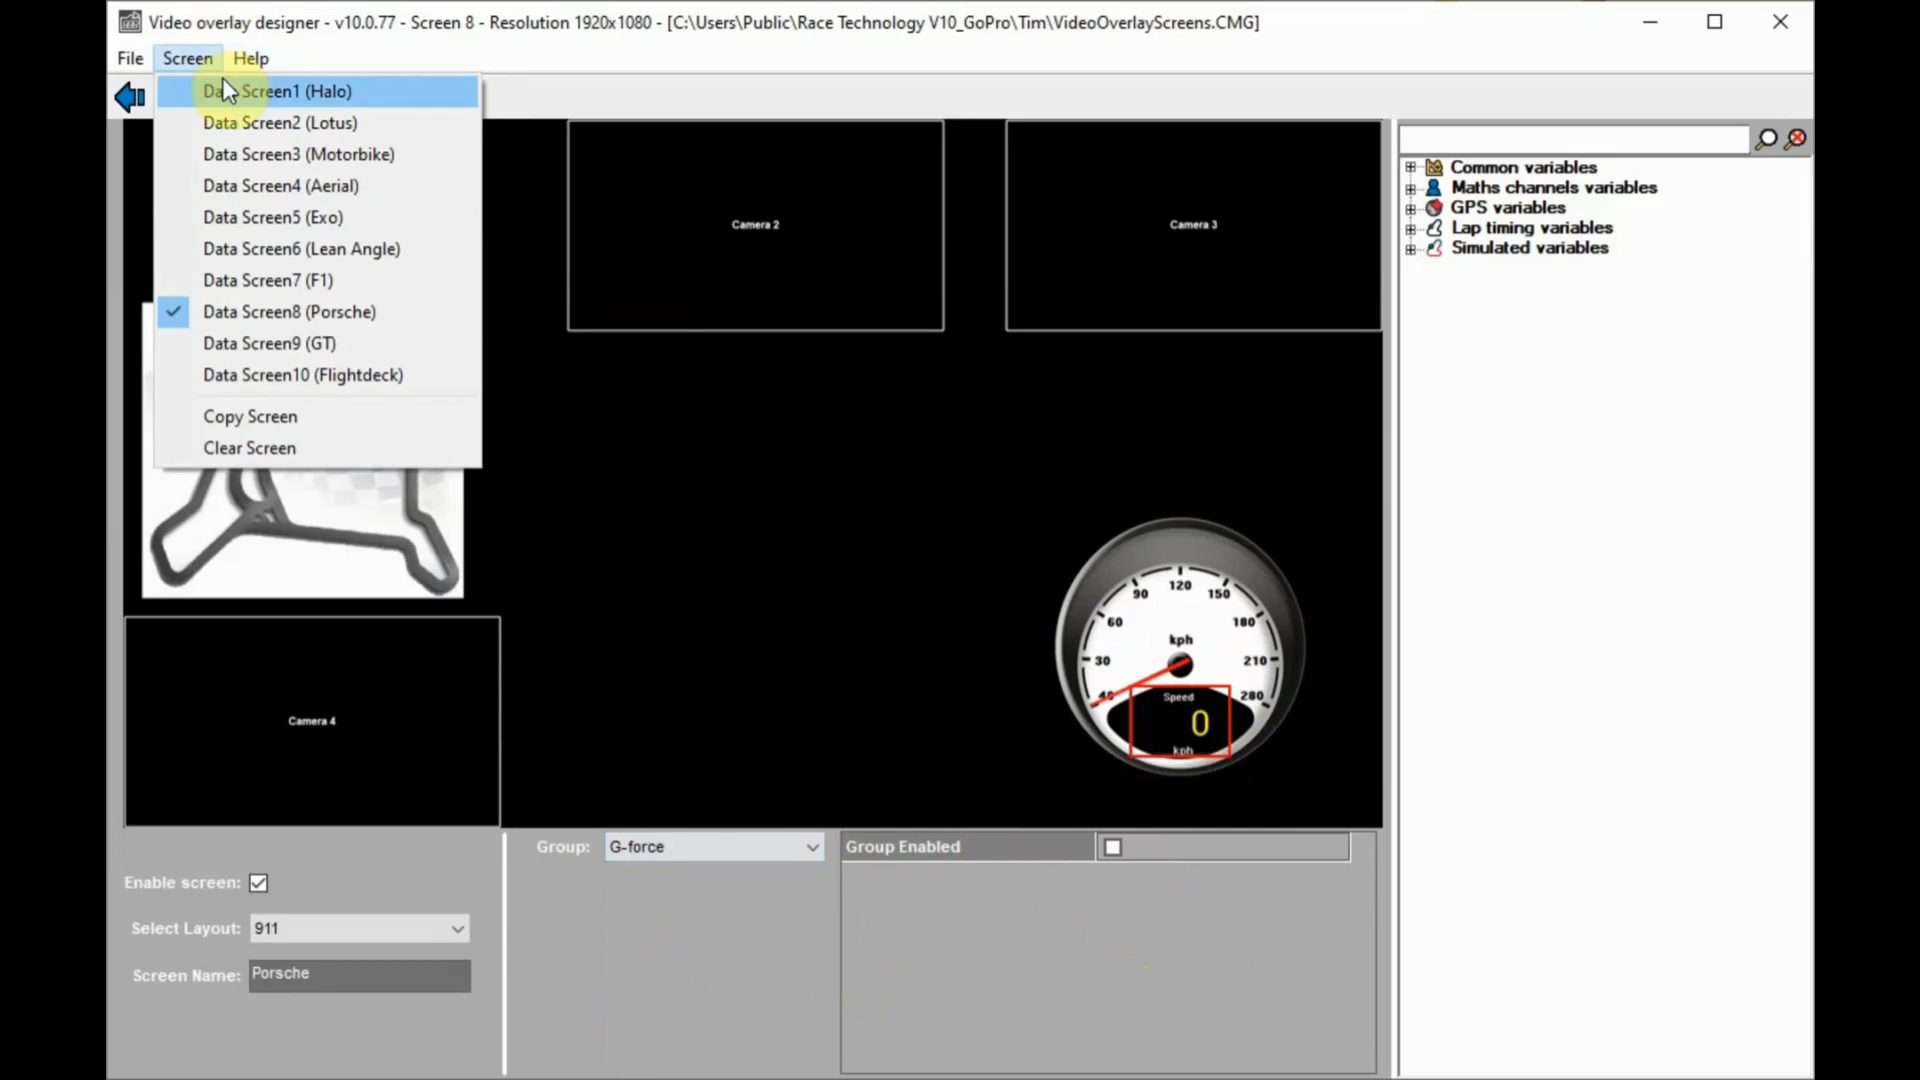 Video overlay designer - v10.0.77 - Screen 8 - Resolution 1920x1080 - [C:\Users\Public\Race Technology V10_GoPro\Tim\VideoOverlayScreens.CMG]
File Screen Help
Data Screen1 (Halo)
Data Screen2 (Lotus)
Data Screen3 (Motorbike)
Data Screen4 (Aerial)
Data Screen5 (Exo)
Data Screen6 (Lean Angle)
Data Screen7 (F1)
Data Screen8 (Porsche)
Data Screen9 (GT)
Data Screen10 (Flightdeck)
Copy Screen
Clear Screen
Camera 2
Camera 3
Common variables
Maths channels variables
GPS variables
Lap timing variables
Simulated variables
Camera 4
120
90 150
60 180
kph
30 210
280
Speed
0
kph
Group: G-force
Group Enabled
Enable screen:
Select Layout: 911
Screen Name: Porsche